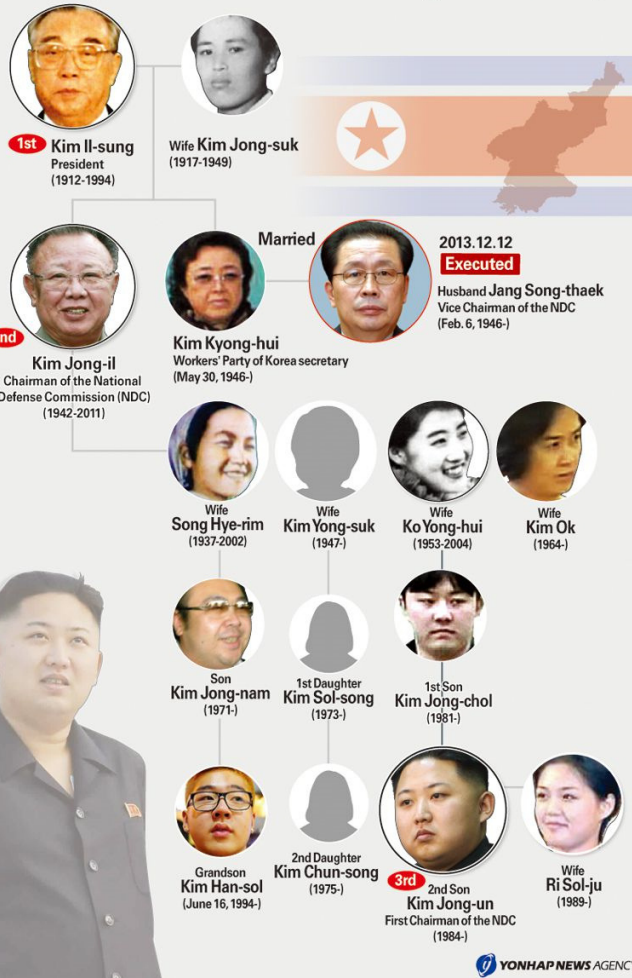 1st Kim Il-sung
President
(1912-1994)
Wife Kim Jong-suk
(1917-1949)
Married
2013.12.12
Executed
Husband Jang Song-thaek
Vice Chairman of the NDC
(Feb. 6, 1946-)
Kim Kyong-hui
Workers' Party of Korea secretary
(May 30, 1946-)
nd
Kim Jong-il
Chairman of the National
Defense Commission (NDC)
(1942-2011)
Wife
Song Hye-rim
(1937-2002)
Wife
Kim Yong-suk
(1947-)
Wife
Ko Yong-hui
(1953-2004)
Wife
Kim Ok
(1964-)
Son
Kim Jong-nam
(1971-)
1st Daughter
Kim Sol-song
(1973-)
1st Son
Kim Jong-chol
(1981-)
Grandson
Kim Han-sol
(June 16, 1994-)
2nd Daughter
Kim Chun-song
(1975-)
3rd
2nd Son
Kim Jong-un
First Chairman of the NDC
(1984-)
Wife
Ri Sol-ju
(1989-)
YONHAP NEWS AGENC